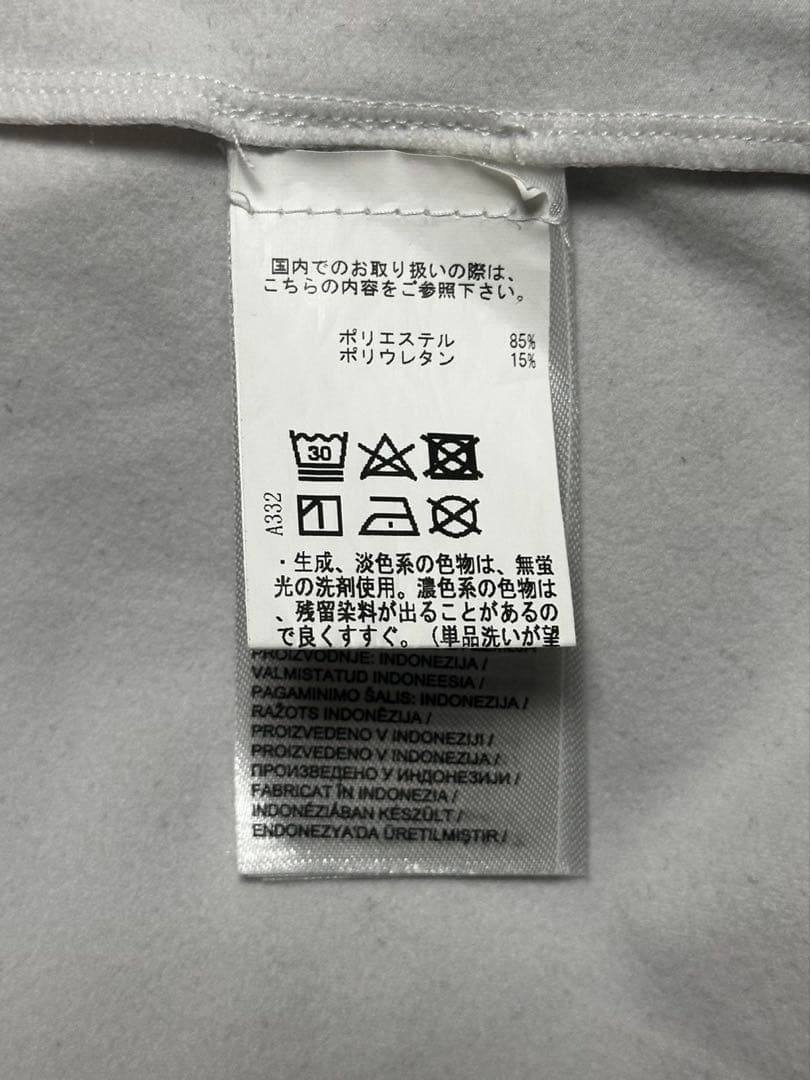 国内でのお取り扱いの際は、
こちらの内容をご参照下さい。
ポリエステル 85%
ポリウレタン 15%
30
A332
・生成、淡色系の色物は、無蛍
光の洗剤使用。濃色系の色物は
、残留染料が出ることがあるの
で良くすすぐ。（単品洗いが望
PROIZVODNJE: INDONEZIJA /
VALMISTATUD INDONEESIA /
PAGAMINIMO ŠALIS: INDONEZIJA /
RAŽOTS INDONĒZIJA /
PROIZVEDENO V INDONEZIJI /
PROIZVEDENO V INDONEZIJA /
ПРОИЗВЕДЕНО У ИНДОНЕЗИЈИ /
FABRICAT ÎN INDONEZIA /
INDONÉZIÁBAN KÉSZÜLT /
ENDONEZYA'DA ÜRETILMIŞTIR /